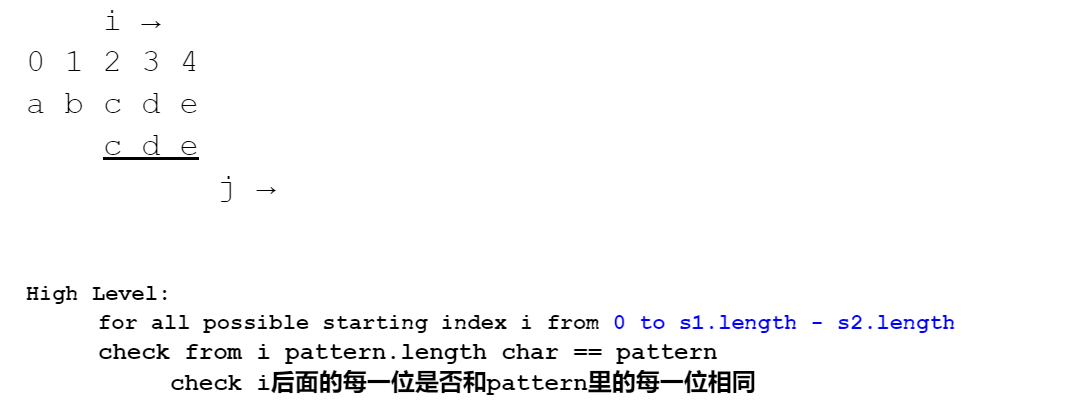 i →
0 1 2 3 4
a b c d e
c d e
j →
High Level:
for all possible starting index i from 0 to s1.length - s2.length
check from i pattern.length char == pattern
check i后面的每一位是否和pattern里的每一位相同